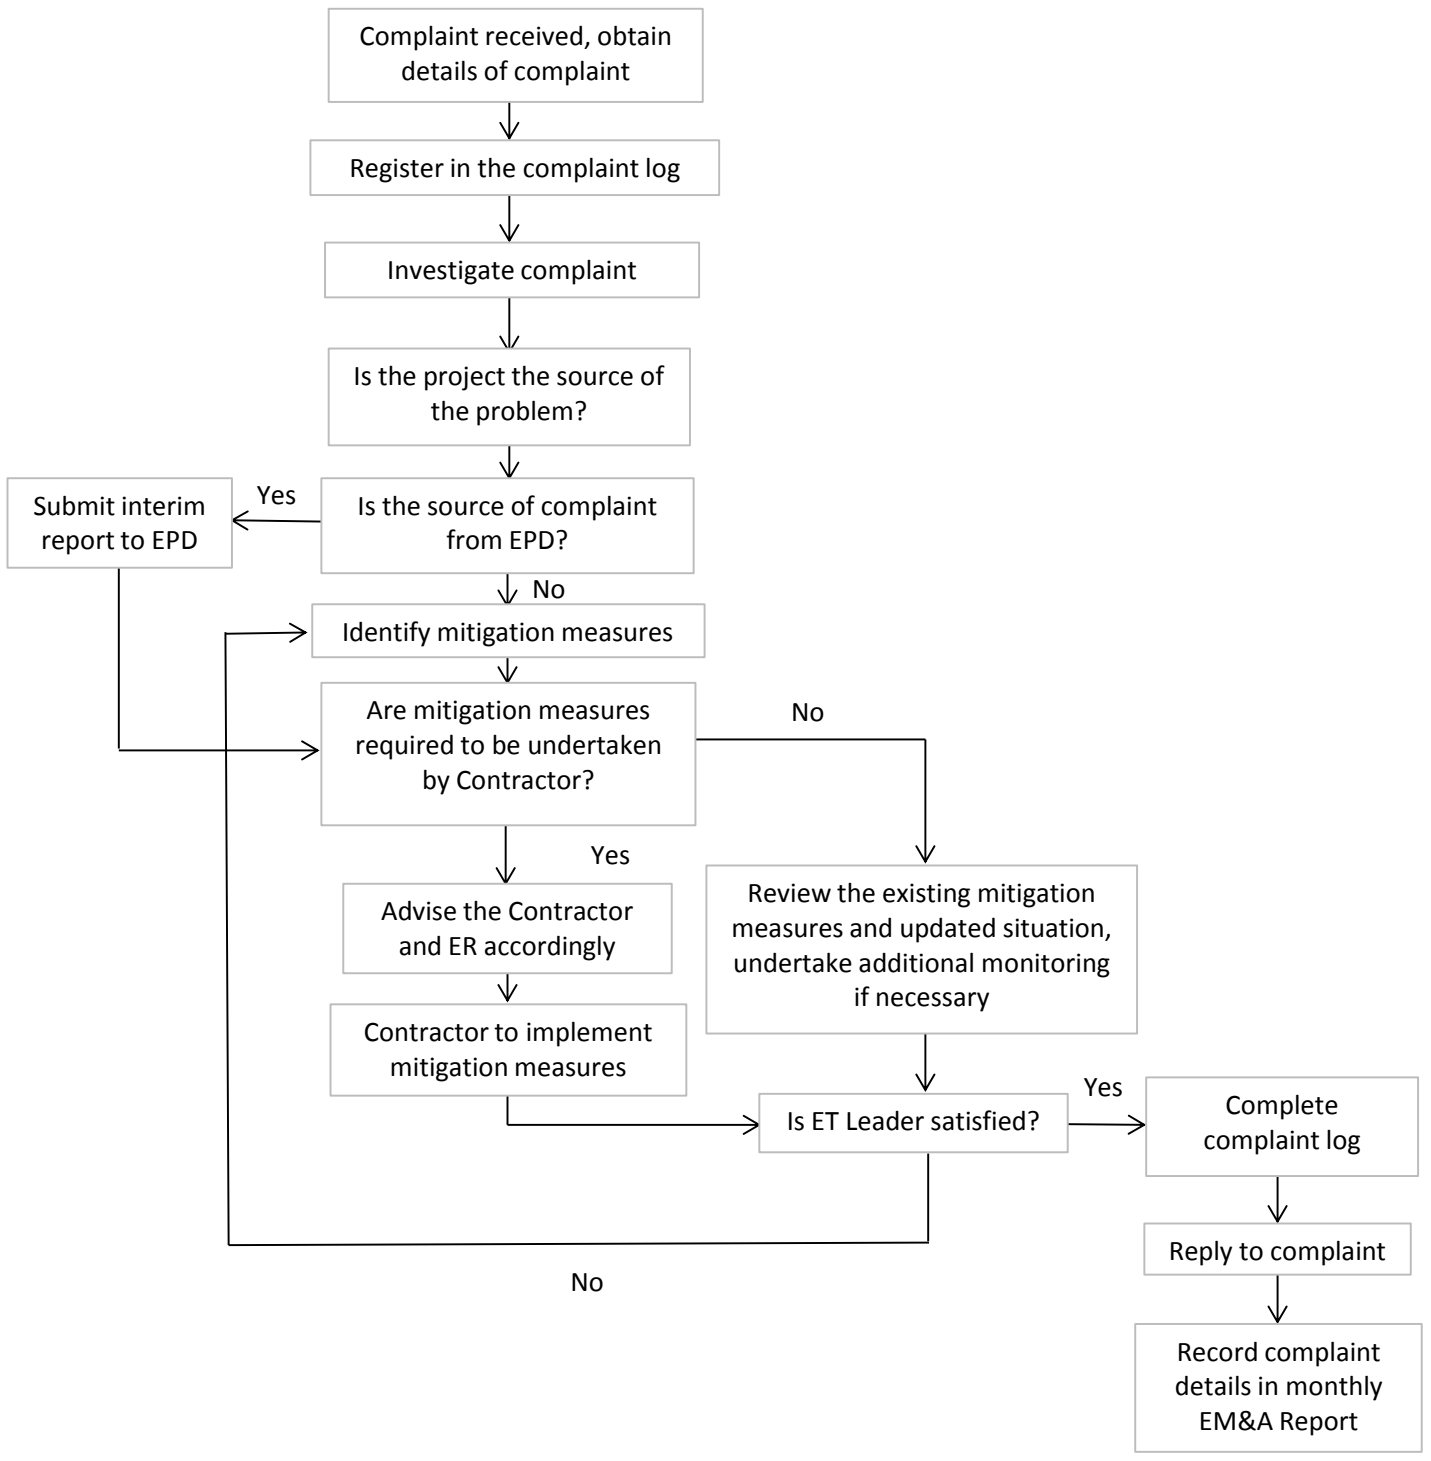 Complaint received, obtain
details of complaint
Register in the complaint log
Investigate complaint
Is the project the source of
the problem?
Submit interim
report to EPD
Yes
Is the source of complaint
from EPD?
No
Identify mitigation measures
Are mitigation measures
required to be undertaken
by Contractor?
No
Yes
Advise the Contractor
and ER accordingly
Review the existing mitigation
measures and updated situation,
undertake additional monitoring
if necessary
Contractor to implement
mitigation measures
Is ET Leader satisfied?
Yes
Complete
complaint log
No
Reply to complaint
Record complaint
details in monthly
EM&A Report